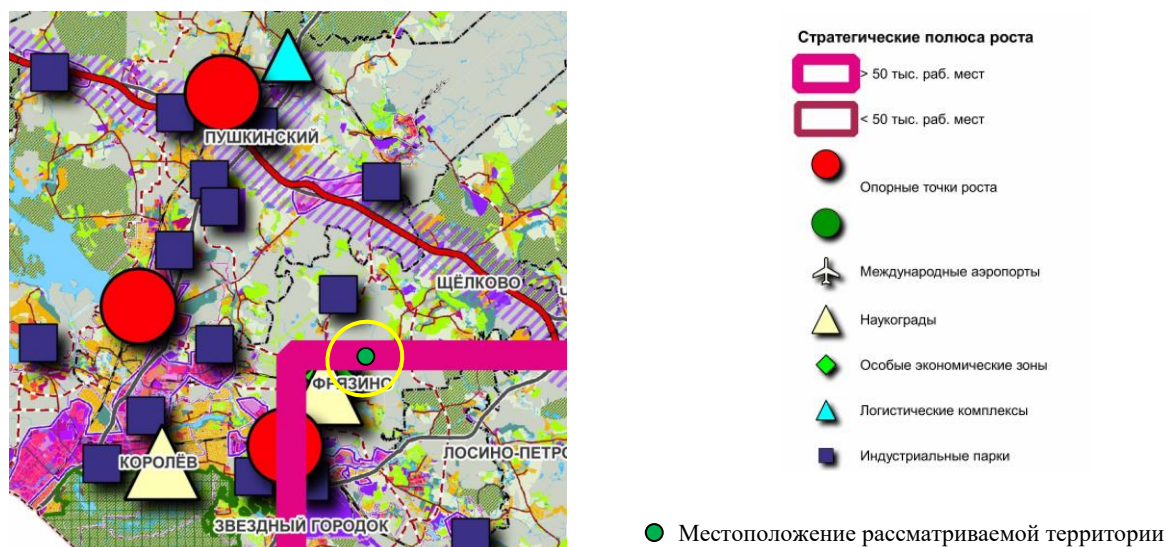 ПУШКИНСКИЙ
ЩЁЛКОВО
ФРЯЗИНО
ЛОСИНО-ПЕТРО
КОРОЛЁВ
ЗВЕЗДНЫЙ ГОРОДОК
Стратегические полюса роста
> 50 тыс. раб. мест
< 50 тыс. раб. мест
Опорные точки роста
Международные аэропорты
Наукограды
Особые экономические зоны
Логистические комплексы
Индустриальные парки
Местоположение рассматриваемой территории